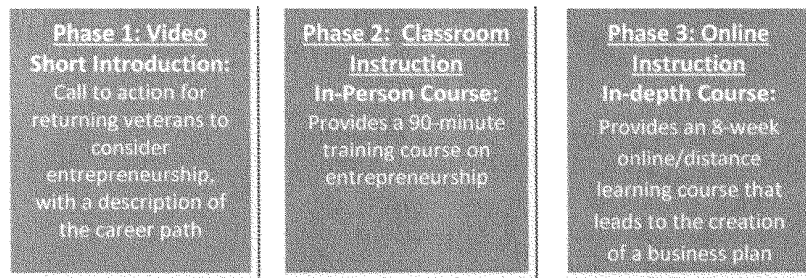 Phase 1: Video
Short Introduction:
Call to action for
returning veterans to
consider
entrepreneurship,
with a description of
the career path
Phase 2: Classroom
Instruction
In-Person Course:
Provides a 90-minute
training course on
entrepreneurship
Phase 3: Online
Instruction
In-depth Course:
Provides an 8-week
online/distance
learning course that
leads to the creation
of a business plan